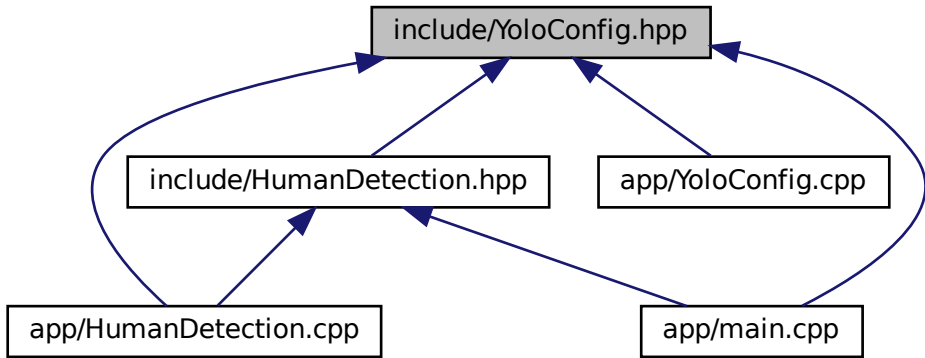 include/YoloConfig.hpp
include/HumanDetection.hpp
app/YoloConfig.cpp
app/HumanDetection.cpp
app/main.cpp